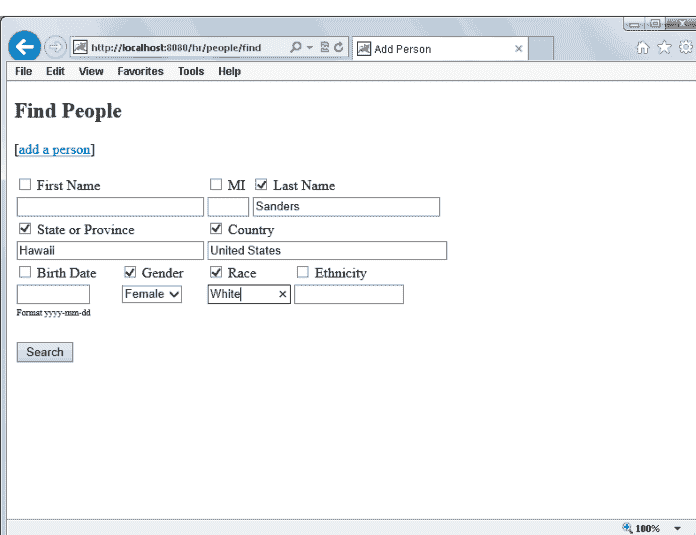 http://localhost:8080/hr/people/find
Add Person
File Edit View Favorites Tools Help
Find People
[add a person]
First Name MI Last Name
Sanders
State or Province Country
Hawaii United States
Birth Date Gender Race Ethnicity
Female White
Format yyyy-mm-dd
Search
100%